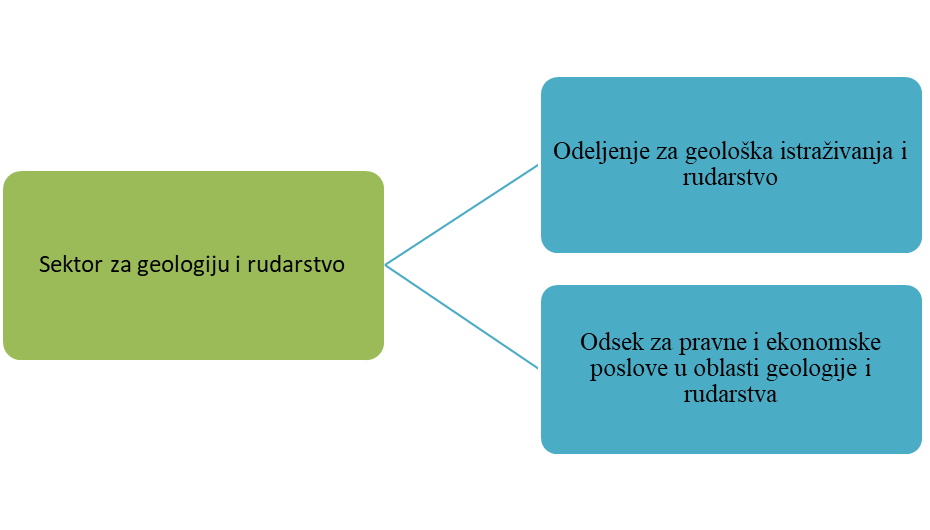 Sektor za geologiju i rudarstvo
Odeljenje za geološka istraživanja i
rudarstvo
Odsek za pravne i ekonomske
poslove u oblasti geologije i
rudarstva